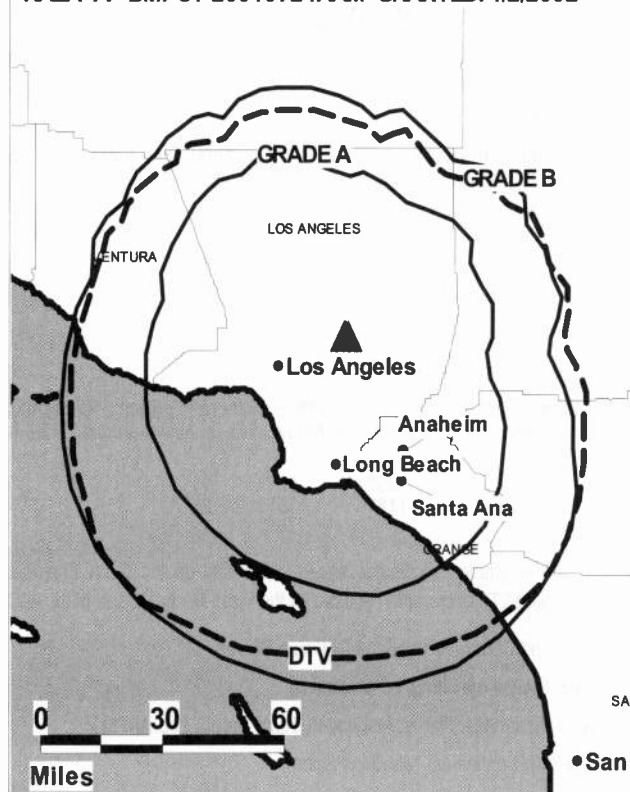 GRADE A
GRADE B
LOS ANGELES
ENTURA
Los Angeles
Anaheim
Long Beach
Santa Ana
ORANGE
DTV
0 30 60
SA
Miles
San